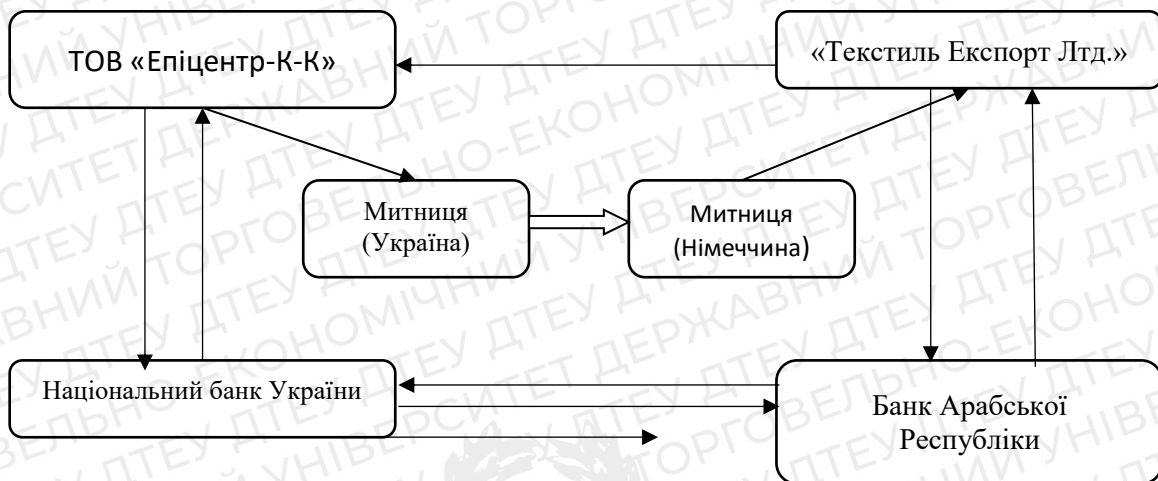 ТОВ «Епіцентр-К-К»
«Текстиль Експорт Лтд.»
Митниця
(Україна)
Митниця
(Німеччина)
Національний банк України
Банк Арабської
Республіки